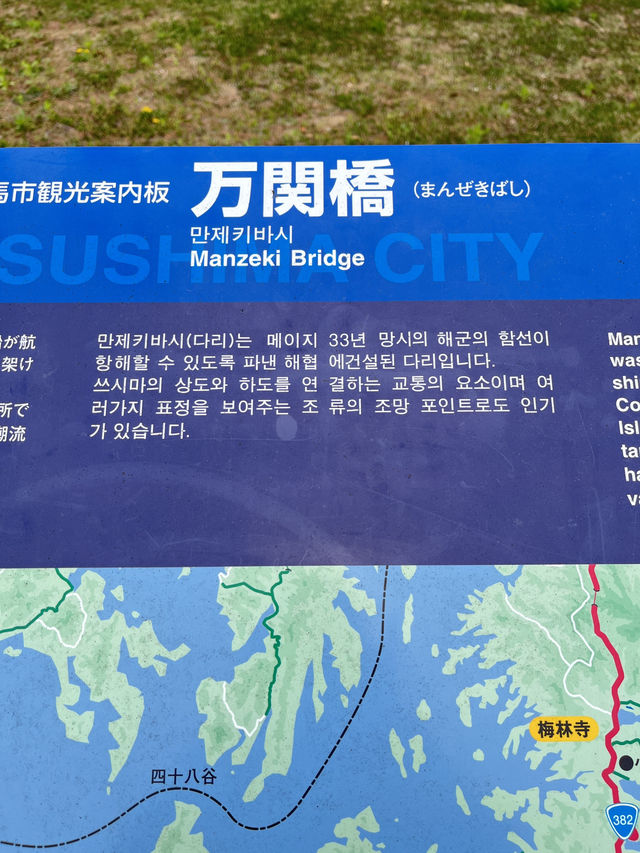 馬市観光案内板
万関橋
(まんぜきばし)
만제키바시
Manzeki Bridge
SUSHIMA CITY
が航
架け
所で
潮流
만제키바시(다리)는 메이지 33년 망시의 해군의 함선이
항해할 수 있도록 파낸 해협 에건설된 다리입니다.
쓰시마의 상도와 하도를 연 결하는 교통의 요소이며 여
러가지 표정을 보여주는 조 류의 조망 포인트로도 인기
가 있습니다.
Man
was
shi
Co
Isl
ta
ha
va
四十八谷
梅林寺
382